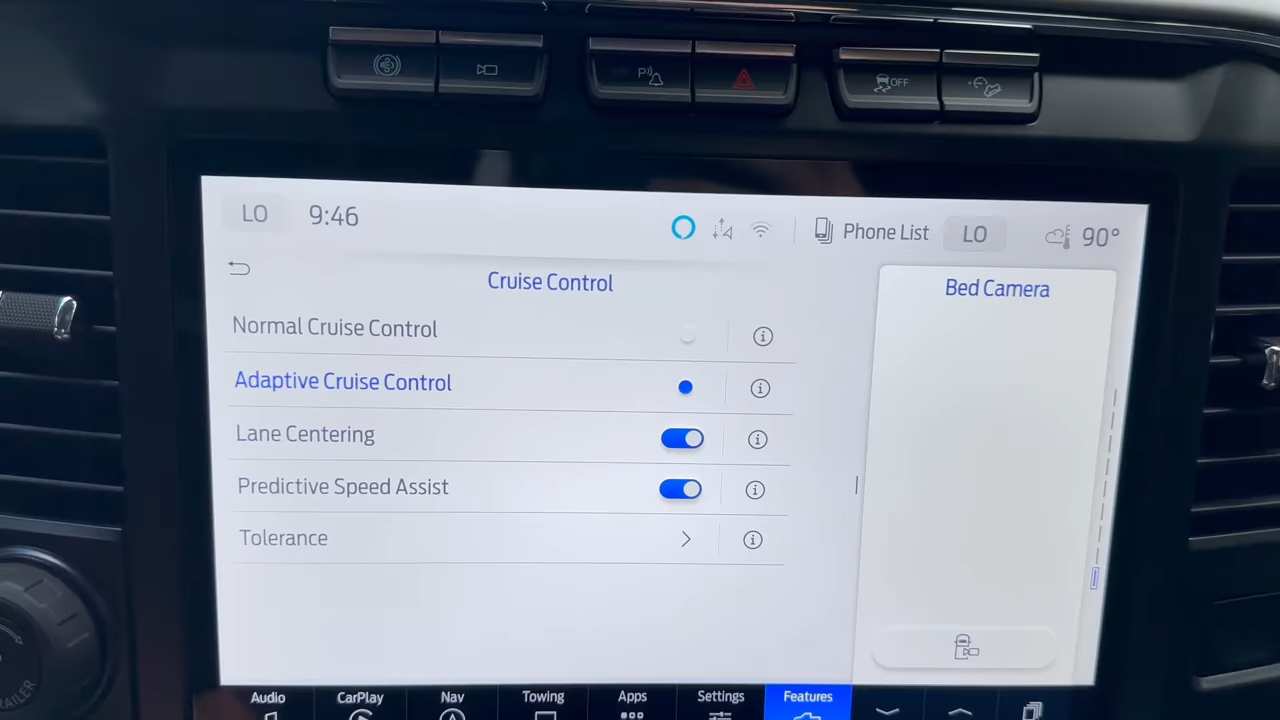 P
OFF
LO 9:46 Phone List LO 90°
Cruise Control
Bed Camera
Normal Cruise Control
Adaptive Cruise Control
Lane Centering
Predictive Speed Assist
Tolerance
Audio CarPlay Nav Towing Apps Settings Features